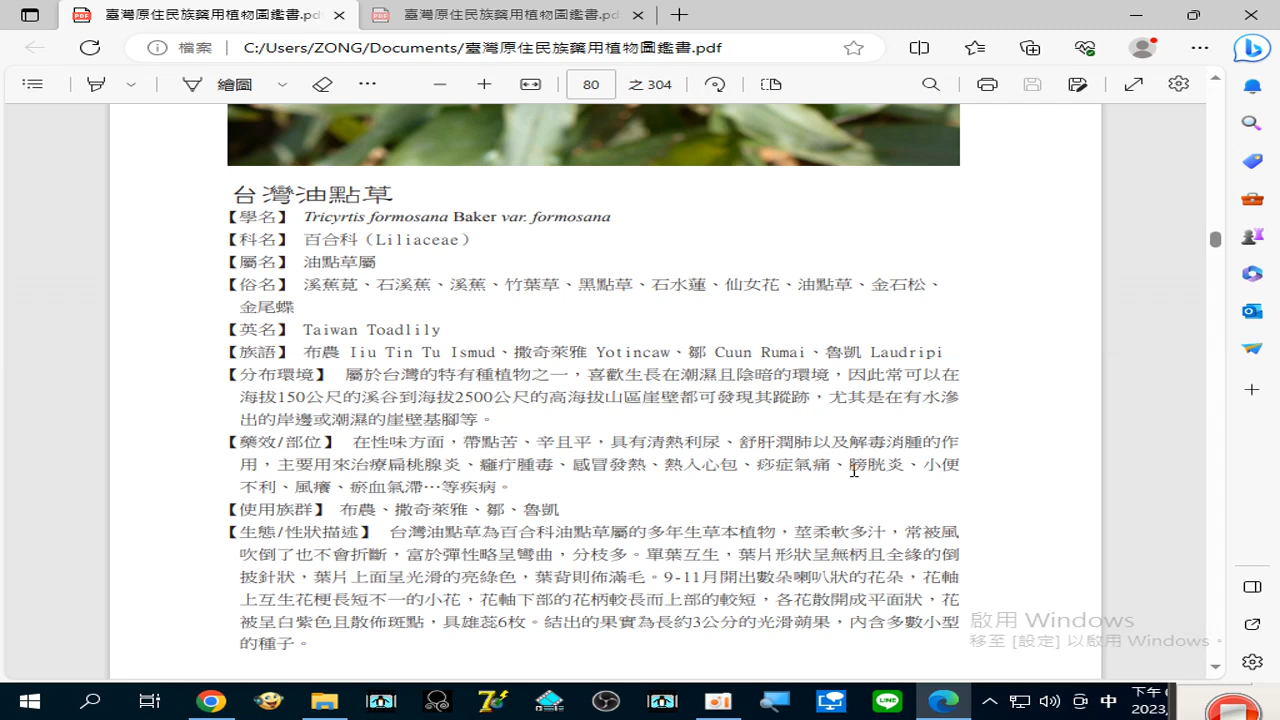 臺灣原住民族藥用植物圖鑑書.pdf
臺灣原住民族藥用植物圖鑑書.pdf
檔案 C:/Users/ZONG/Documents/臺灣原住民族藥用植物圖鑑書.pdf
繪圖 80 之 304
台灣油點草
【學名】 Tricyrtis formosana Baker var. formosana
【科名】 百合科（Liliaceae）
【屬名】 油點草屬
【俗名】 溪蕉莧、石溪蕉、溪蕉、竹葉草、黑點草、石水蓮、仙女花、油點草、金石松、
金尾蝶
【英名】 Taiwan Toadlily
【族語】 布農 Iiu Tin Tu Ismud、撒奇萊雅 Yotincaw、鄒 Cuun Rumai、魯凱 Laudripi
【分布環境】 屬於台灣的特有種植物之一，喜歡生長在潮濕且陰暗的環境，因此常可以在
海拔150公尺的溪谷到海拔2500公尺的高海拔山區崖壁都可發現其蹤跡，尤其是在有水滲
出的岸邊或潮濕的崖壁基腳等。
【藥效/部位】 在性味方面，帶點苦、辛且平，具有清熱利尿、舒肝潤肺以及解毒消腫的作
用，主要用來治療扁桃腺炎、癰疔腫毒、感冒發熱、熱入心包、痧症氣痛、膀胱炎、小便
不利、風癢、瘀血氣滯…等疾病。
【使用族群】 布農、撒奇萊雅、鄒、魯凱
【生態/性狀描述】 台灣油點草為百合科油點草屬的多年生草本植物，莖柔軟多汁，常被風
吹倒了也不會折斷，富於彈性略呈彎曲，分枝多。單葉互生，葉片形狀呈無柄且全緣的倒
披針狀，葉片上面呈光滑的亮綠色，葉背則佈滿毛。9-11月開出數朵喇叭狀的花朵，花軸
上互生花梗長短不一的小花，花軸下部的花柄較長而上部的較短，各花散開成平面狀，花
被呈白紫色且散佈斑點，具雄蕊6枚。結出的果實為長約3公分的光滑蒴果，內含多數小型
的種子。
啟用 Windows
移至 [設定] 以啟用 Windows。
中 下午
2023,
LINE